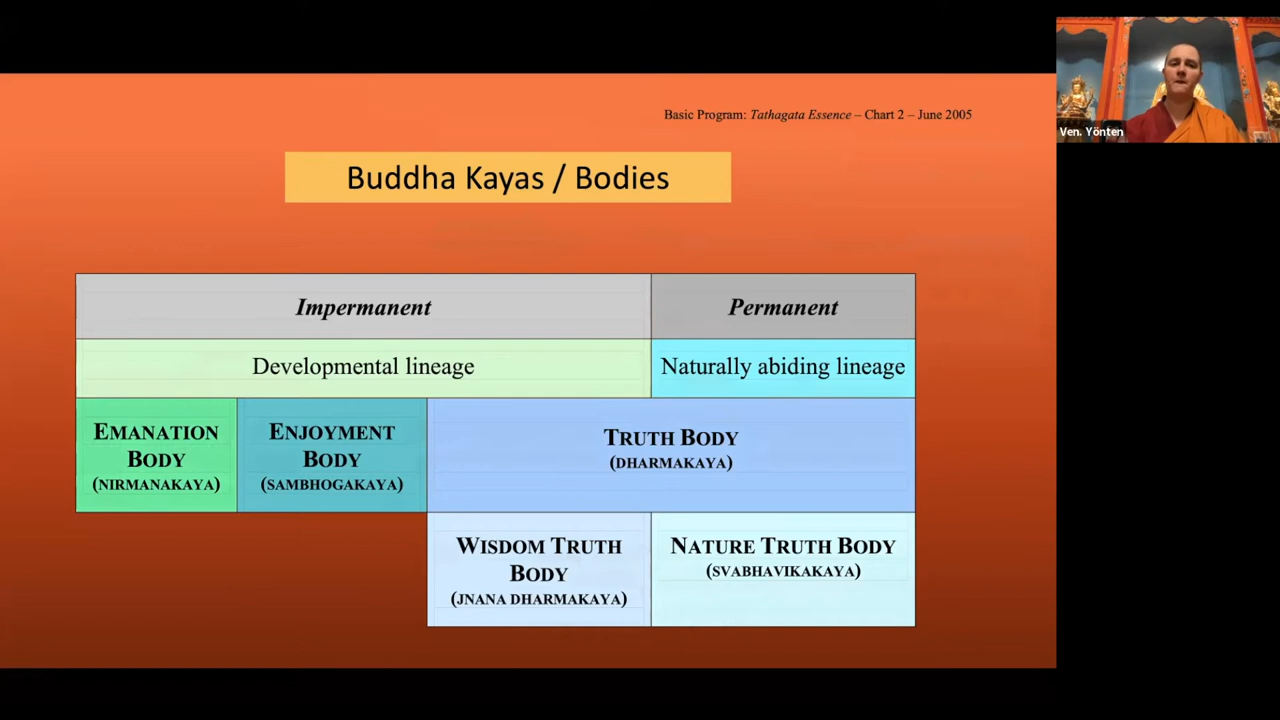 Basic Program: Tathagata Essence – Chart 2 – June 2005
Ven. Yönten
Buddha Kayas / Bodies
Impermanent
Permanent
Developmental lineage
Naturally abiding lineage
EMANATION
BODY
(NIRMANAKAYA)
ENJOYMENT
BODY
(SAMBHOGAKAYA)
TRUTH BODY
(DHARMAKAYA)
WISDOM TRUTH
BODY
(JNANA DHARMAKAYA)
NATURE TRUTH BODY
(SVABHAVIKAKAYA)